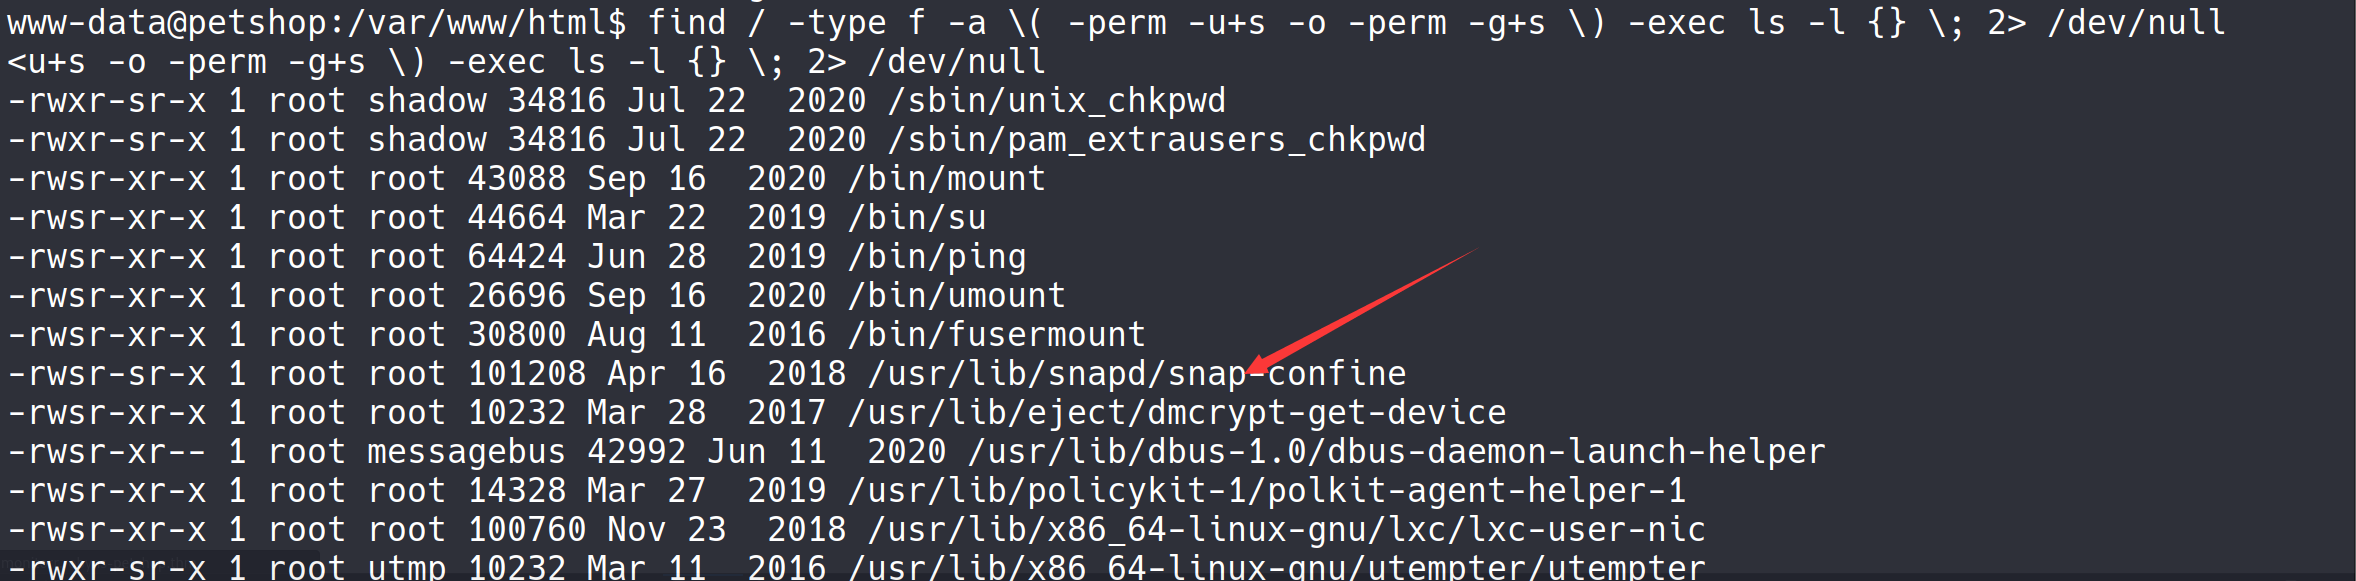 www-data@petshop:/var/www/html$ find / -type f -a \( -perm -u+s -o -perm -g+s \) -exec ls -l {} \; 2> /dev/null
<u+s -o -perm -g+s \) -exec ls -l {} \; 2> /dev/null
-rwxr-sr-x 1 root shadow 34816 Jul 22  2020 /sbin/unix_chkpwd
-rwxr-sr-x 1 root shadow 34816 Jul 22  2020 /sbin/pam_extrausers_chkpwd
-rwsr-xr-x 1 root root 43088 Sep 16  2020 /bin/mount
-rwsr-xr-x 1 root root 44664 Mar 22  2019 /bin/su
-rwsr-xr-x 1 root root 64424 Jun 28  2019 /bin/ping
-rwsr-xr-x 1 root root 26696 Sep 16  2020 /bin/umount
-rwsr-xr-x 1 root root 30800 Aug 11  2016 /bin/fusermount
-rwsr-sr-x 1 root root 101208 Apr 16  2018 /usr/lib/snapd/snap-confine
-rwsr-xr-x 1 root root 10232 Mar 28  2017 /usr/lib/eject/dmcrypt-get-device
-rwsr-xr-- 1 root messagebus 42992 Jun 11  2020 /usr/lib/dbus-1.0/dbus-daemon-launch-helper
-rwsr-xr-x 1 root root 14328 Mar 27  2019 /usr/lib/policykit-1/polkit-agent-helper-1
-rwsr-xr-x 1 root root 100760 Nov 23  2018 /usr/lib/x86_64-linux-gnu/lxc/lxc-user-nic
-rwxr-sr-x 1 root utmp 10232 Mar 11  2016 /usr/lib/x86_64-linux-gnu/utempter/utempter